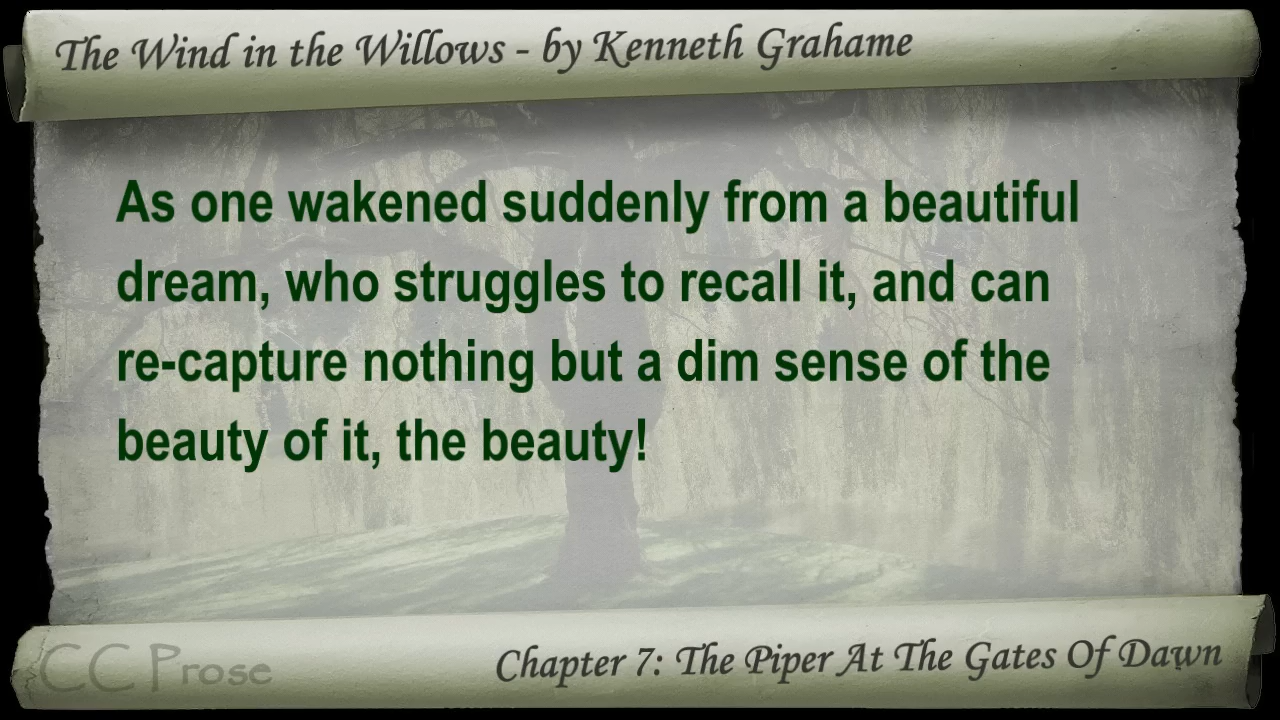 The Wind in the Willows - by Kenneth Grahame
As one wakened suddenly from a beautiful
dream, who struggles to recall it, and can
re-capture nothing but a dim sense of the
beauty of it, the beauty!
CC Prose
Chapter 7: The Piper At The Gates Of Dawn